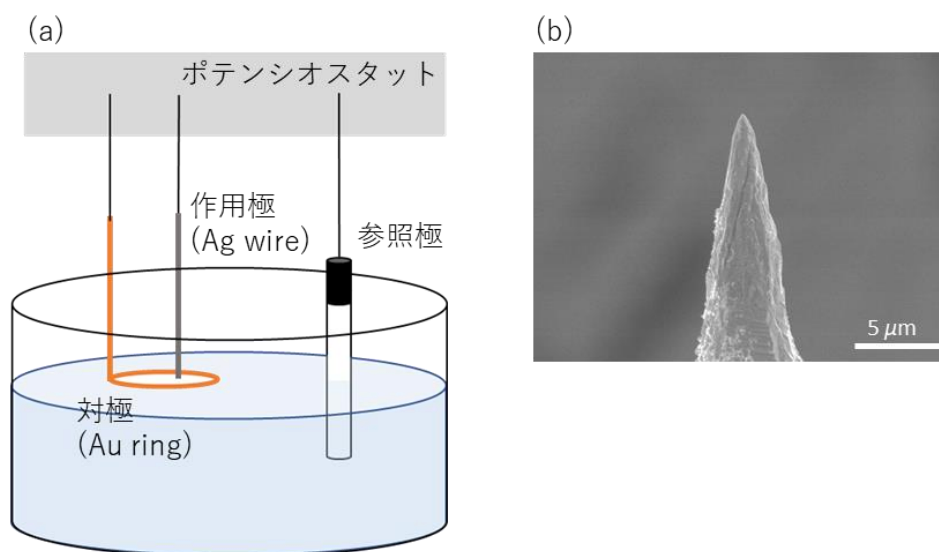 (a)
ポテンシオスタット
作用極
(Ag wire)
参照極
対極
(Au ring)
(b)
5 μm